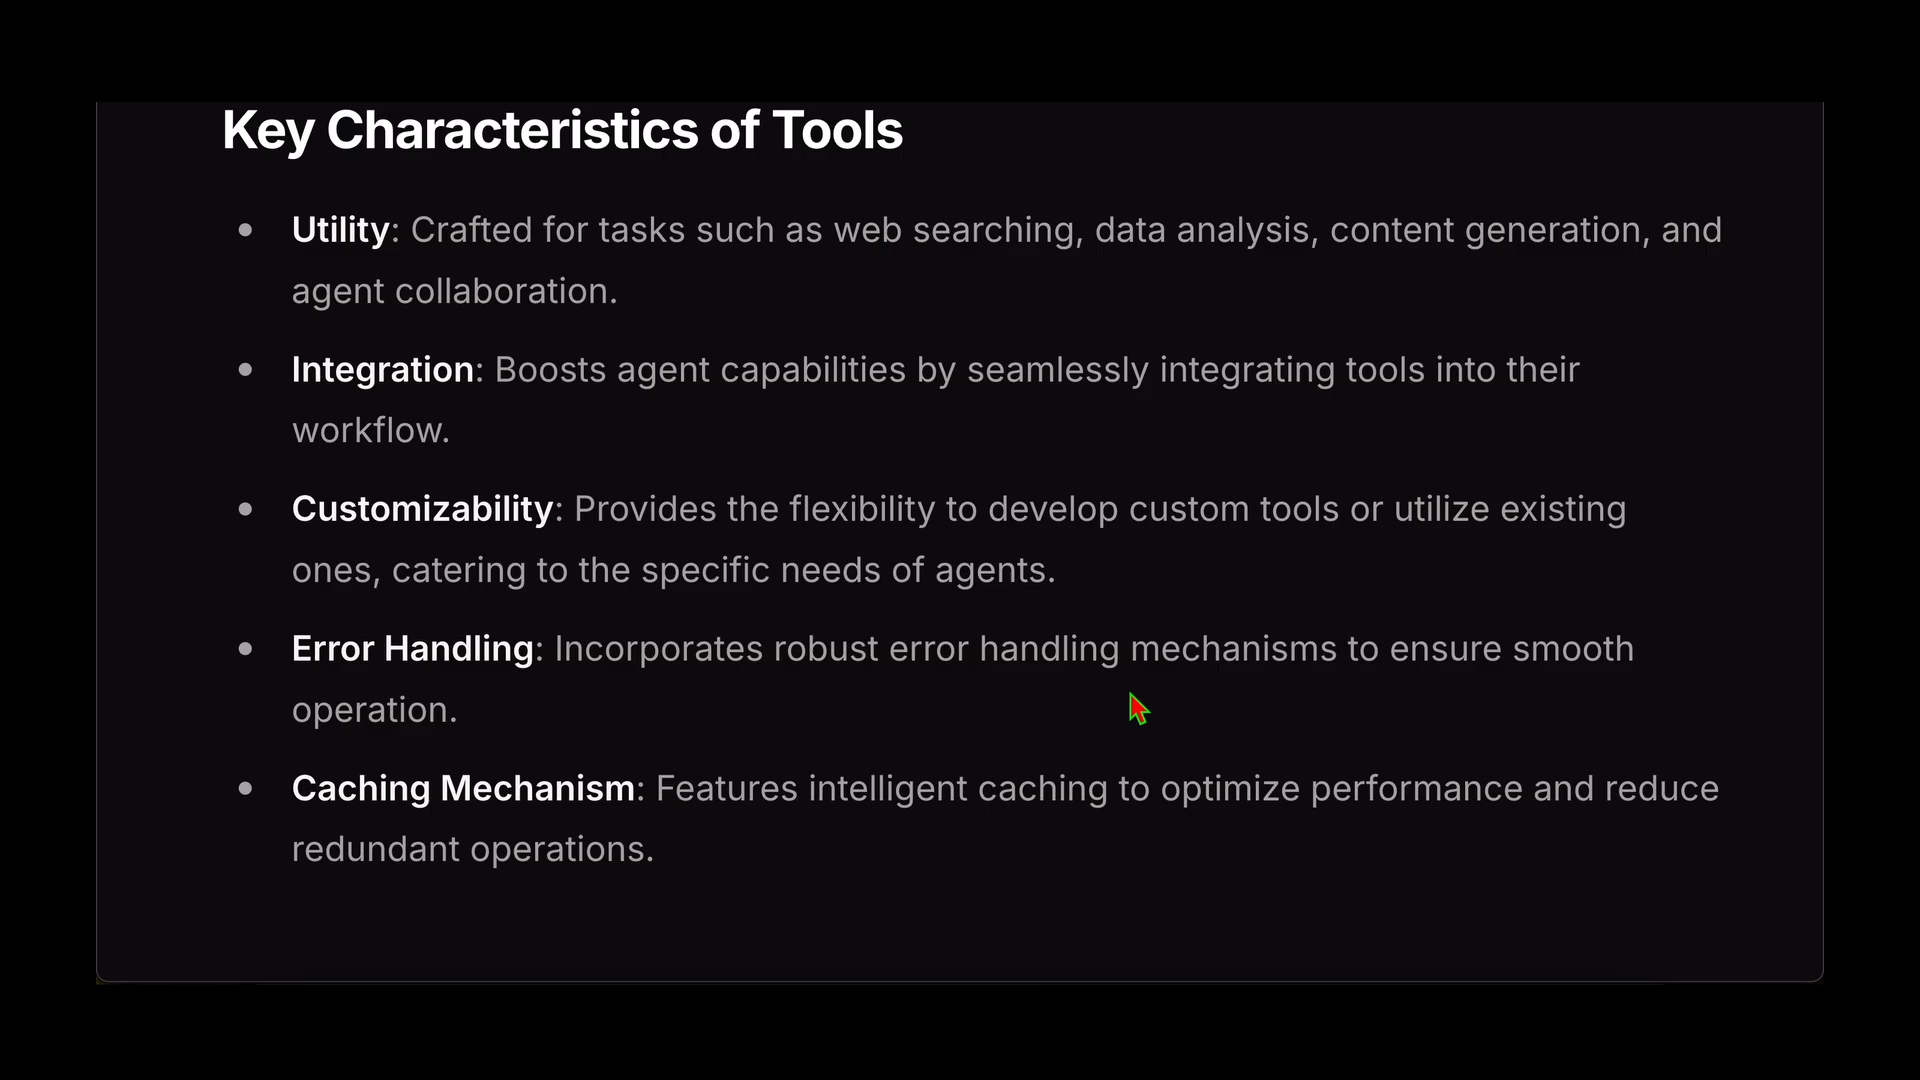 Key Characteristics of Tools
Utility: Crafted for tasks such as web searching, data analysis, content generation, and
agent collaboration.
Integration: Boosts agent capabilities by seamlessly integrating tools into their
workflow.
Customizability: Provides the flexibility to develop custom tools or utilize existing
ones, catering to the specific needs of agents.
Error Handling: Incorporates robust error handling mechanisms to ensure smooth
operation.
Caching Mechanism: Features intelligent caching to optimize performance and reduce
redundant operations.